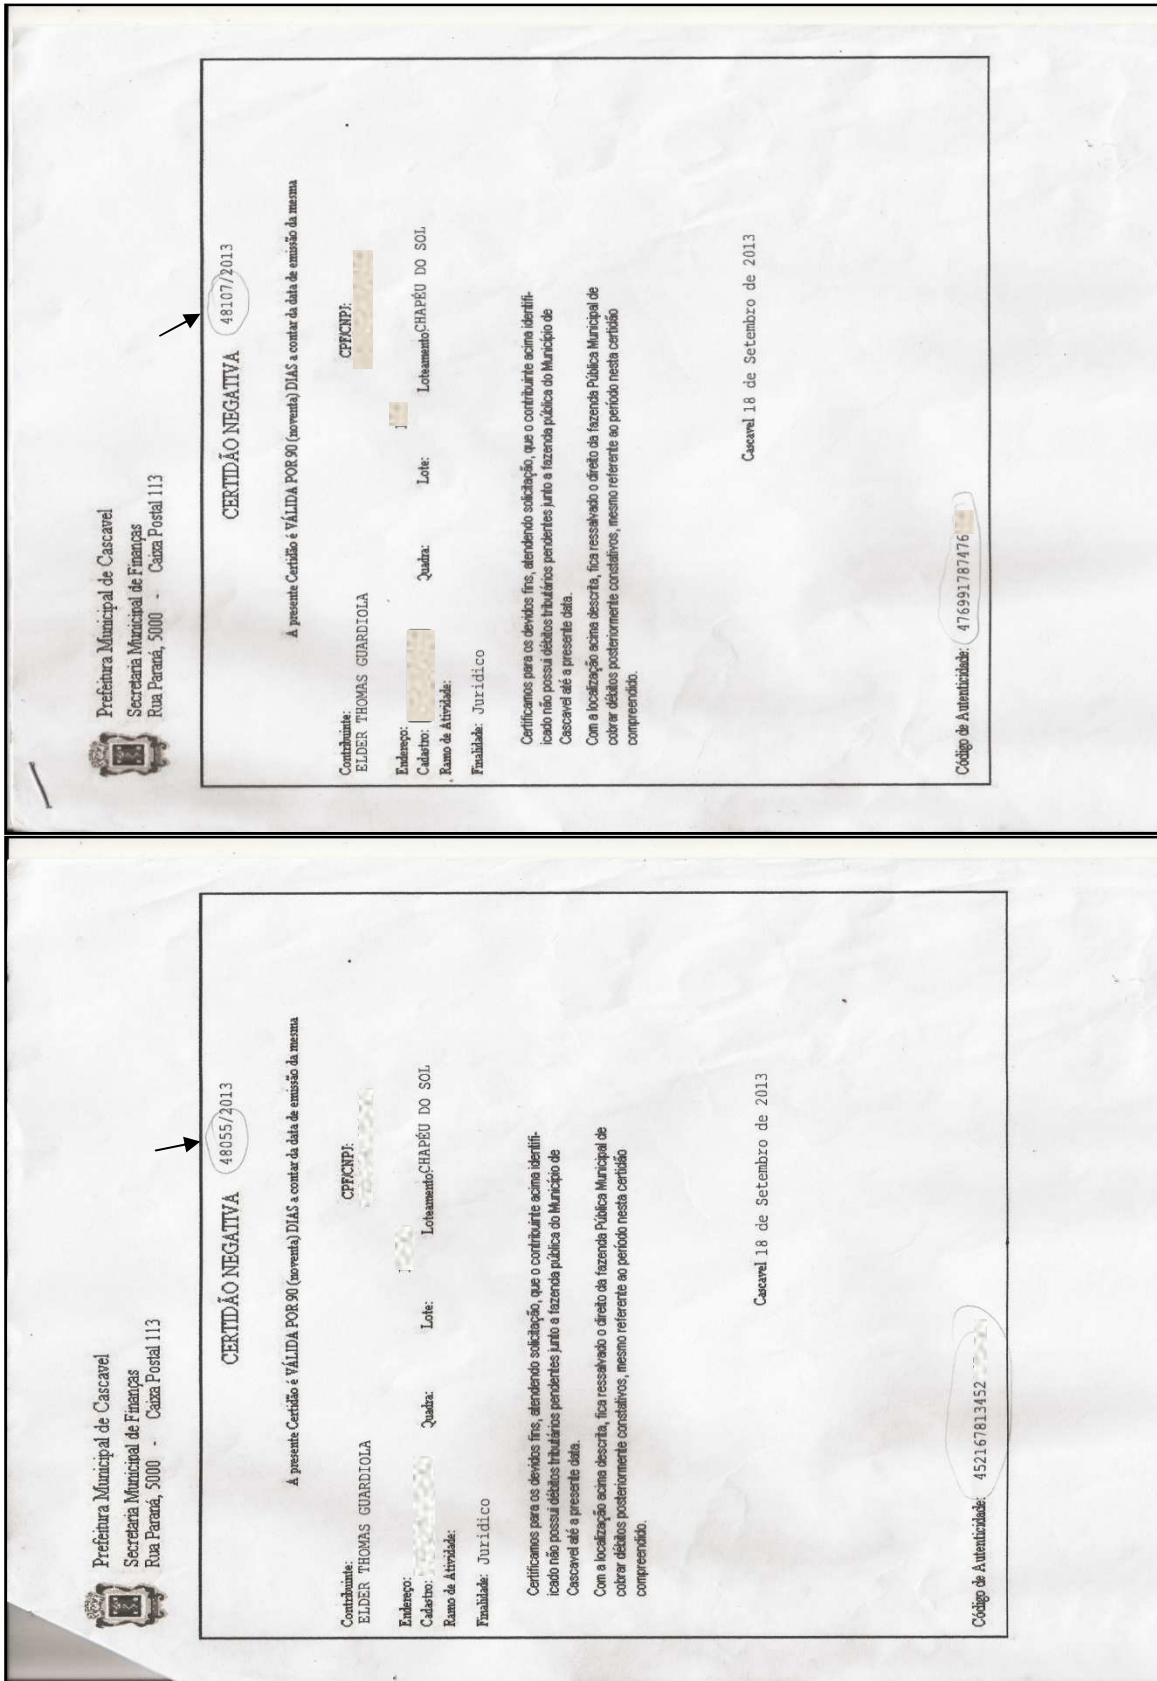 Prefeitura Municipal de Cascavel
Secretaria Municipal de Finanças
Rua Paraná, 5000 - Caixa Postal 113
CERTIDÃO NEGATIVA 48107/2013
A presente Certidão é VÁLIDA POR 90 (noventa) DIAS a contar da data de emissão da mesma
Contribuinte: CPF/CNPJ:
ELDER THOMAS GUARDIOLA
Endereço:
Cadastro: Quadra: Lote: Loteamento CHAPÉU DO SOL
Ramo de Atividade:
Finalidade: Juridico
Certificamos para os devidos fins, atendendo solicitação, que o contribuinte acima identifi-
icado não possui débitos tributários pendentes junto a fazenda pública do Município de
Cascavel até a presente data.
Com a localização acima descrita, fica ressalvado o direito da fazenda Pública Municipal de
cobrar débitos posteriormente constativos, mesmo referente ao período nesta certidão
compreendido.
Cascavel 18 de Setembro de 2013
Código de Autenticidade: 476991787476
Prefeitura Municipal de Cascavel
Secretaria Municipal de Finanças
Rua Paraná, 5000 - Caixa Postal 113
CERTIDÃO NEGATIVA 48055/2013
A presente Certidão é VÁLIDA POR 90 (noventa) DIAS a contar da data de emissão da mesma
Contribuinte: CPF/CNPJ:
ELDER THOMAS GUARDIOLA
Endereço:
Cadastro: Quadra: Lote: Loteamento CHAPÉU DO SOL
Ramo de Atividade:
Finalidade: Juridico
Certificamos para os devidos fins, atendendo solicitação, que o contribuinte acima identifi-
icado não possui débitos tributários pendentes junto a fazenda pública do Município de
Cascavel até a presente data.
Com a localização acima descrita, fica ressalvado o direito da fazenda Pública Municipal de
cobrar débitos posteriormente constativos, mesmo referente ao período nesta certidão
compreendido.
Cascavel 18 de Setembro de 2013
Código de Autenticidade: 452167813452